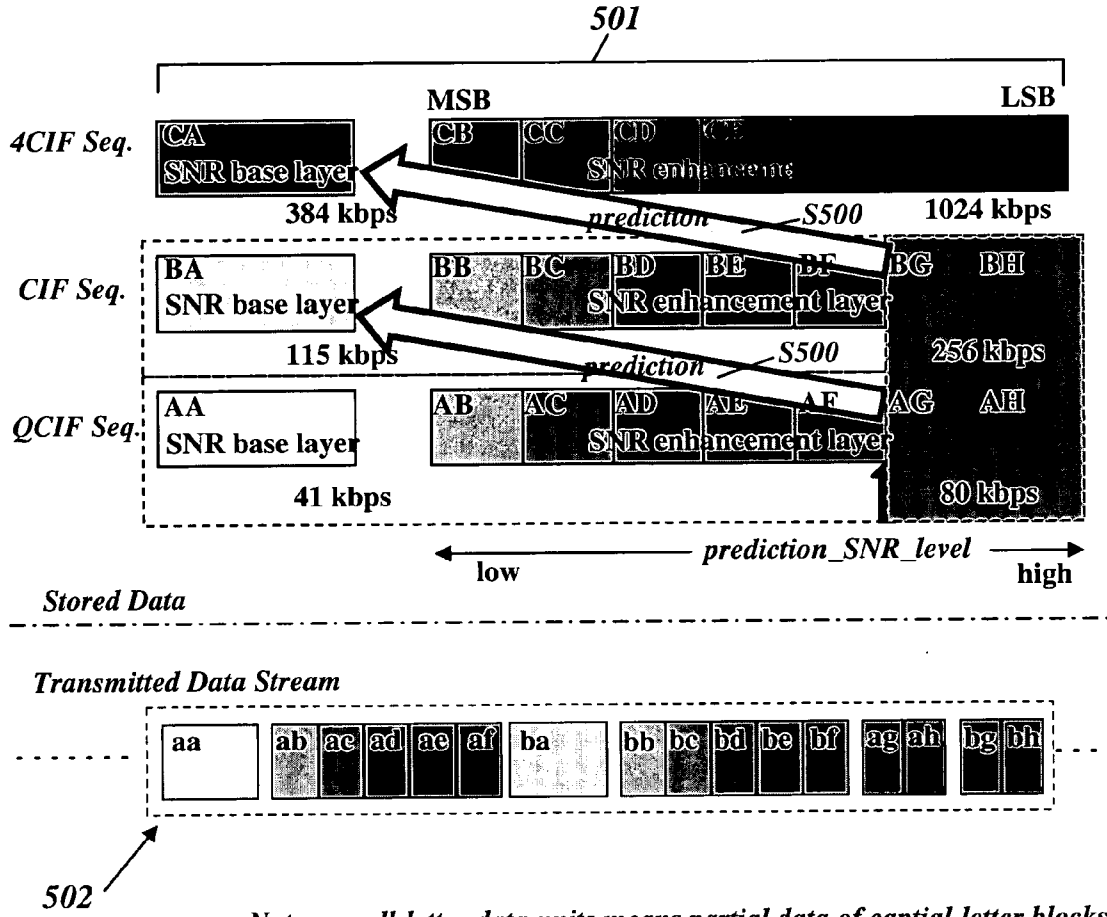 501
MSB LSB
4CIF Seq. CA CB CC CD CE
SNR base layer SNR enhanceme
384 kbps prediction S500 1024 kbps
CIF Seq. BA BB BC BD BE BF BG BH
SNR base layer SNR enhancement layer
115 kbps prediction S500 256 kbps
QCIF Seq. AA AB AC AD AE AF AG AH
SNR base layer SNR enhancement layer
41 kbps 80 kbps
prediction_SNR_level
low high
Stored Data
Transmitted Data Stream
aa ab ac ad ae af ba bb bc bd be bf ag ah bg bh
502